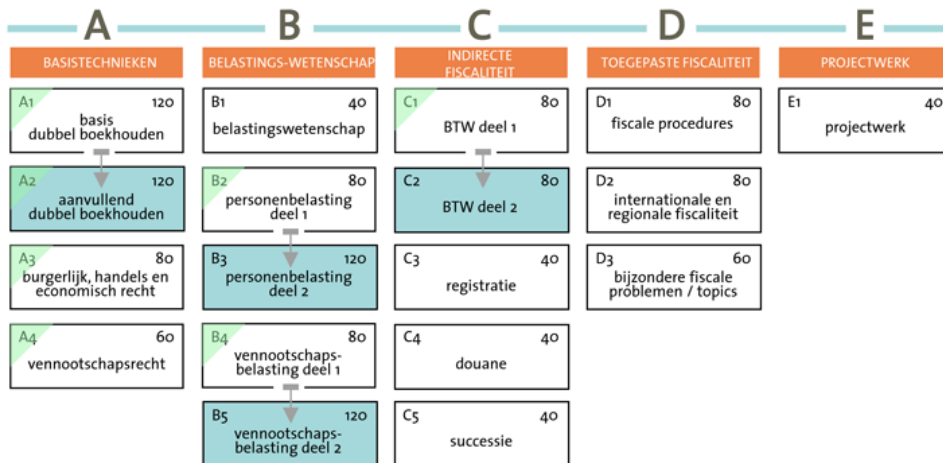 A B C D E
BASISTECHNIEKEN
BELASTINGS-WETENSCHAP
INDIRECTE
FISCALITEIT
TOEGEPASTE FISCALITEIT
PROJECTWERK
A1 120
basis
dubbel boekhouden
A2 120
aanvullend
dubbel boekhouden
A3 80
burgerlijk, handels en
economisch recht
A4 60
vennootschapsrecht
B1 40
belastingswetenschap
B2 80
personenbelasting
deel 1
B3 120
personenbelasting
deel 2
B4 80
vennootschaps-
belasting deel 1
B5 120
vennootschaps-
belasting deel 2
C1 80
BTW deel 1
C2 80
BTW deel 2
C3 40
registratie
C4 40
douane
C5 40
successie
D1 80
fiscale procedures
D2 80
internationale en
regionale fiscaliteit
D3 60
bijzondere fiscale
problemen / topics
E1 40
projectwerk